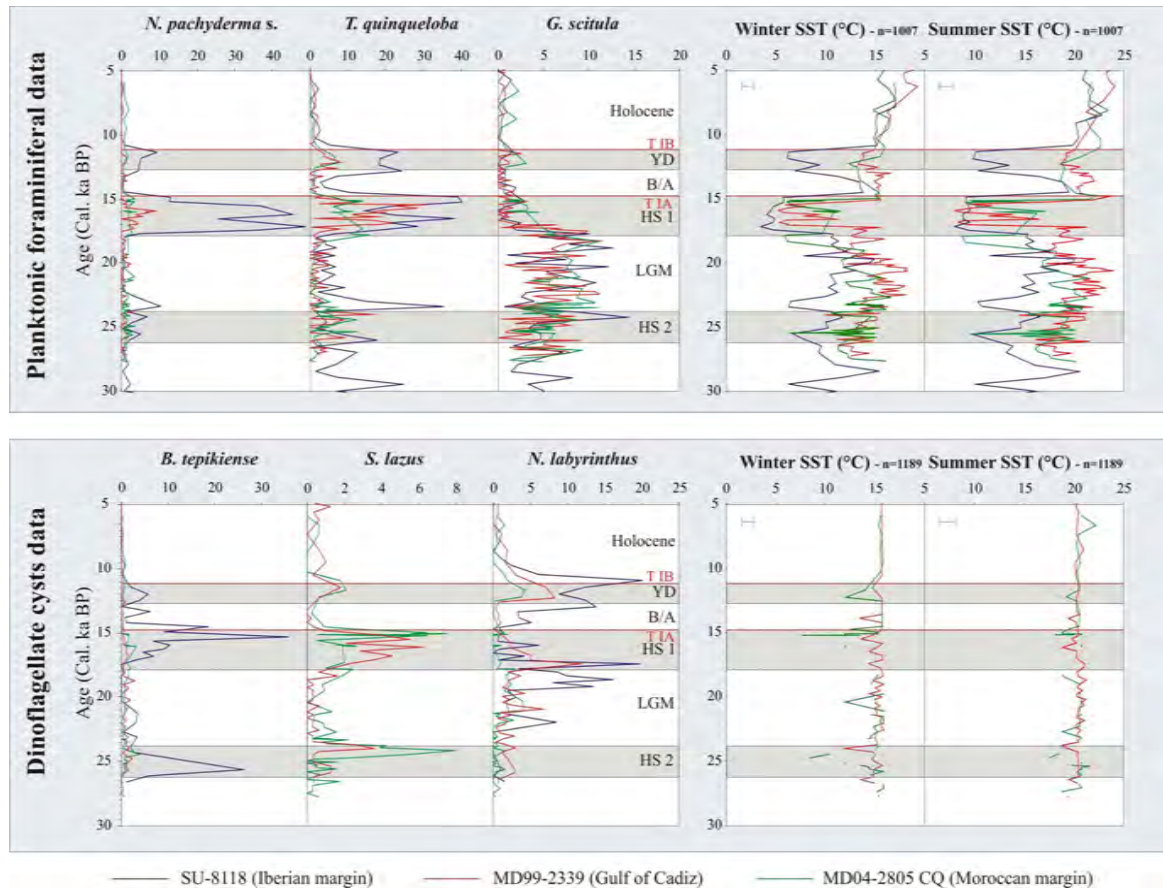 N. pachyderma s. T. quinqueloba G. scitula Winter SST (°C) - n=1007 Summer SST (°C) - n=1007
0 10 20 30 40 0 10 20 30 40 0 5 10 15 20 5 10 15 5 10 15 20 25
Planktonic foraminiferal data
Age (Cal. ka BP)
5
10
15
20
25
30
Holocene
T IB
YD
B/A
T IA
HS 1
LGM
HS 2
B. tepikiense S. lazus N. labyrinthus Winter SST (°C) - n=1189 Summer SST (°C) - n=1189
0 10 20 30 0 2 4 6 8 0 5 10 15 20 25 5 10 15 5 10 15 20 25
Dinoflagellate cysts data
Age (Cal. ka BP)
5
10
15
20
25
30
Holocene
T IB
YD
B/A
T IA
HS 1
LGM
HS 2
SU-8118 (Iberian margin) MD99-2339 (Gulf of Cadiz) MD04-2805 CQ (Moroccan margin)